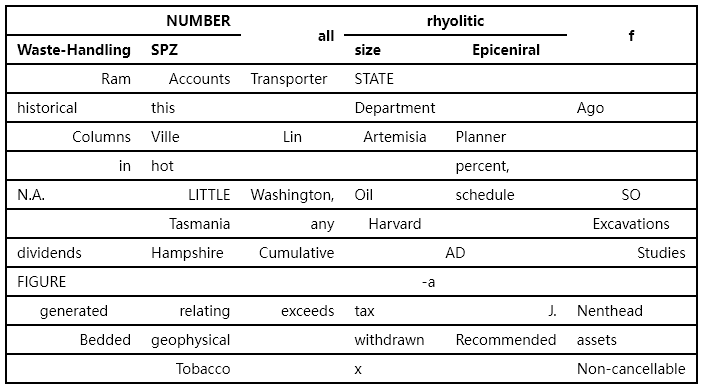 NUMBER all rhyolitic f
Waste-Handling SPZ size Epiceniral
Ram Accounts Transporter STATE
historical this Department Ago
Columns Ville Lin Artemisia Planner
in hot percent,
N.A. LITTLE Washington, Oil schedule SO
Tasmania any Harvard Excavations
dividends Hampshire Cumulative AD Studies
FIGURE -a
generated relating exceeds tax J. Nenthead
Bedded geophysical withdrawn Recommended assets
Tobacco x Non-cancellable